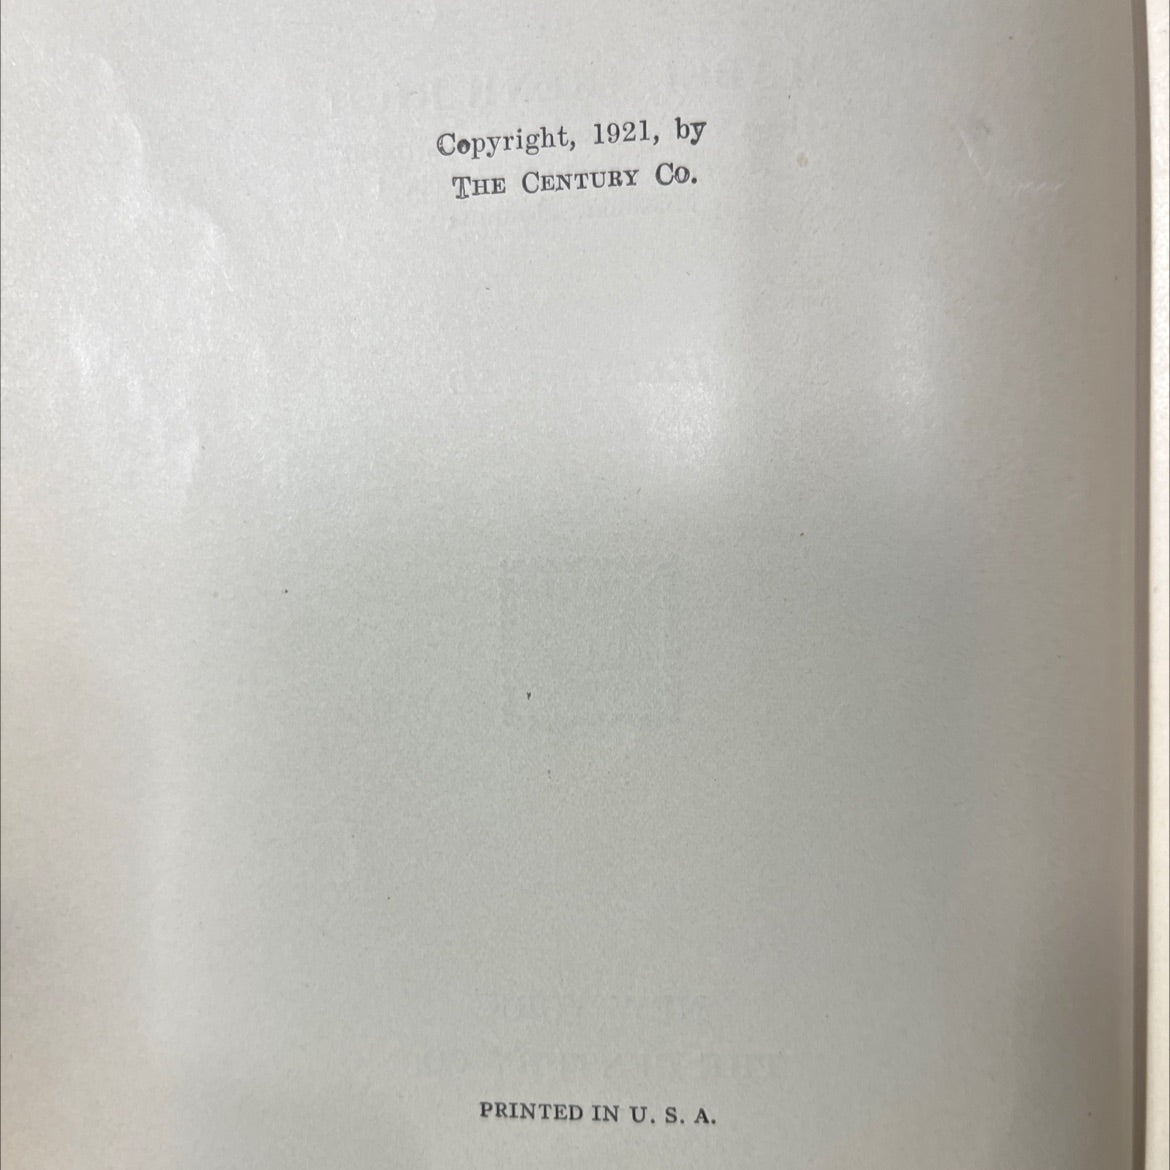 Copyright, 1921, by
THE CENTURY CO.
PRINTED IN U. S. A.